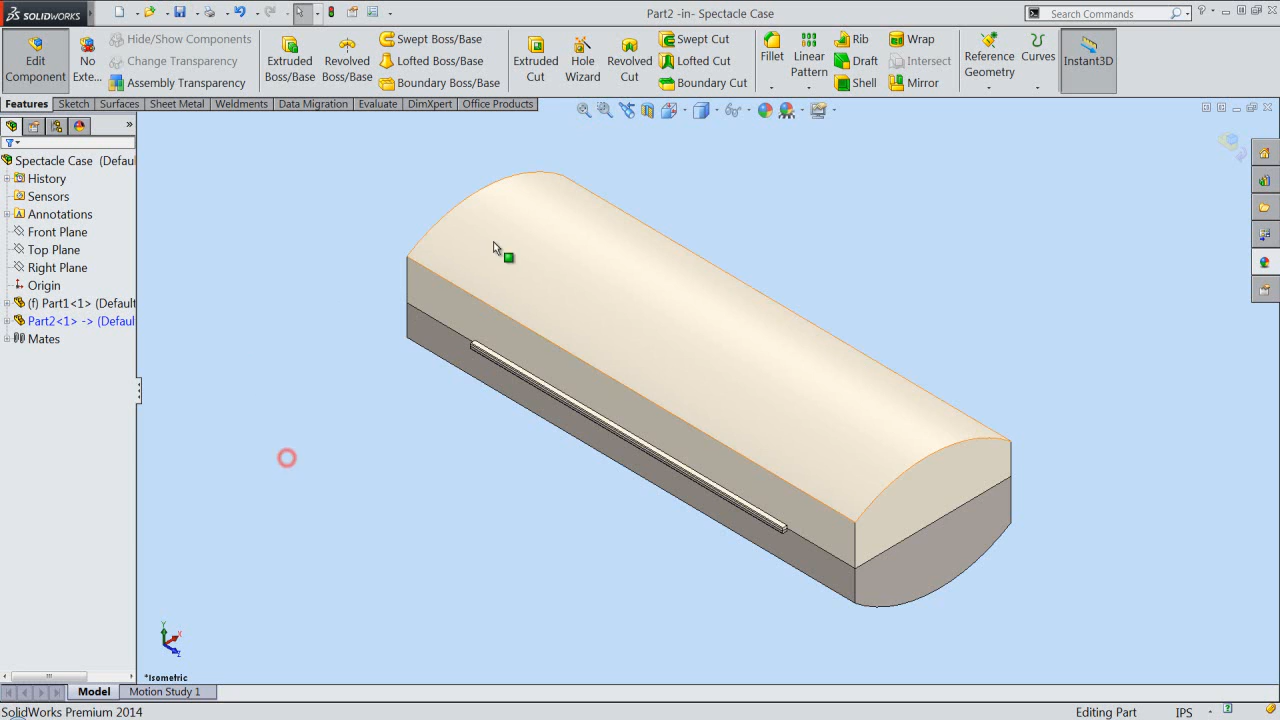 SOLIDWORKS
Part2 -in- Spectacle Case
Search Commands
Edit Component
No Exte...
Hide/Show Components
Change Transparency
Assembly Transparency
Extruded Boss/Base
Revolved Boss/Base
Swept Boss/Base
Lofted Boss/Base
Boundary Boss/Base
Extruded Cut
Hole Wizard
Revolved Cut
Swept Cut
Lofted Cut
Boundary Cut
Fillet
Linear Pattern
Rib
Draft
Shell
Wrap
Intersect
Mirror
Reference Geometry
Curves
Instant3D
Features Sketch Surfaces Sheet Metal Weldments Data Migration Evaluate DimXpert Office Products
Spectacle Case (Defau
History
Sensors
Annotations
Front Plane
Top Plane
Right Plane
Origin
(f) Part1<1> (Default
Part2<1> -> (Defaul
Mates
Y
X
Z
*Isometric
Model Motion Study 1
SolidWorks Premium 2014
Editing Part
IPS